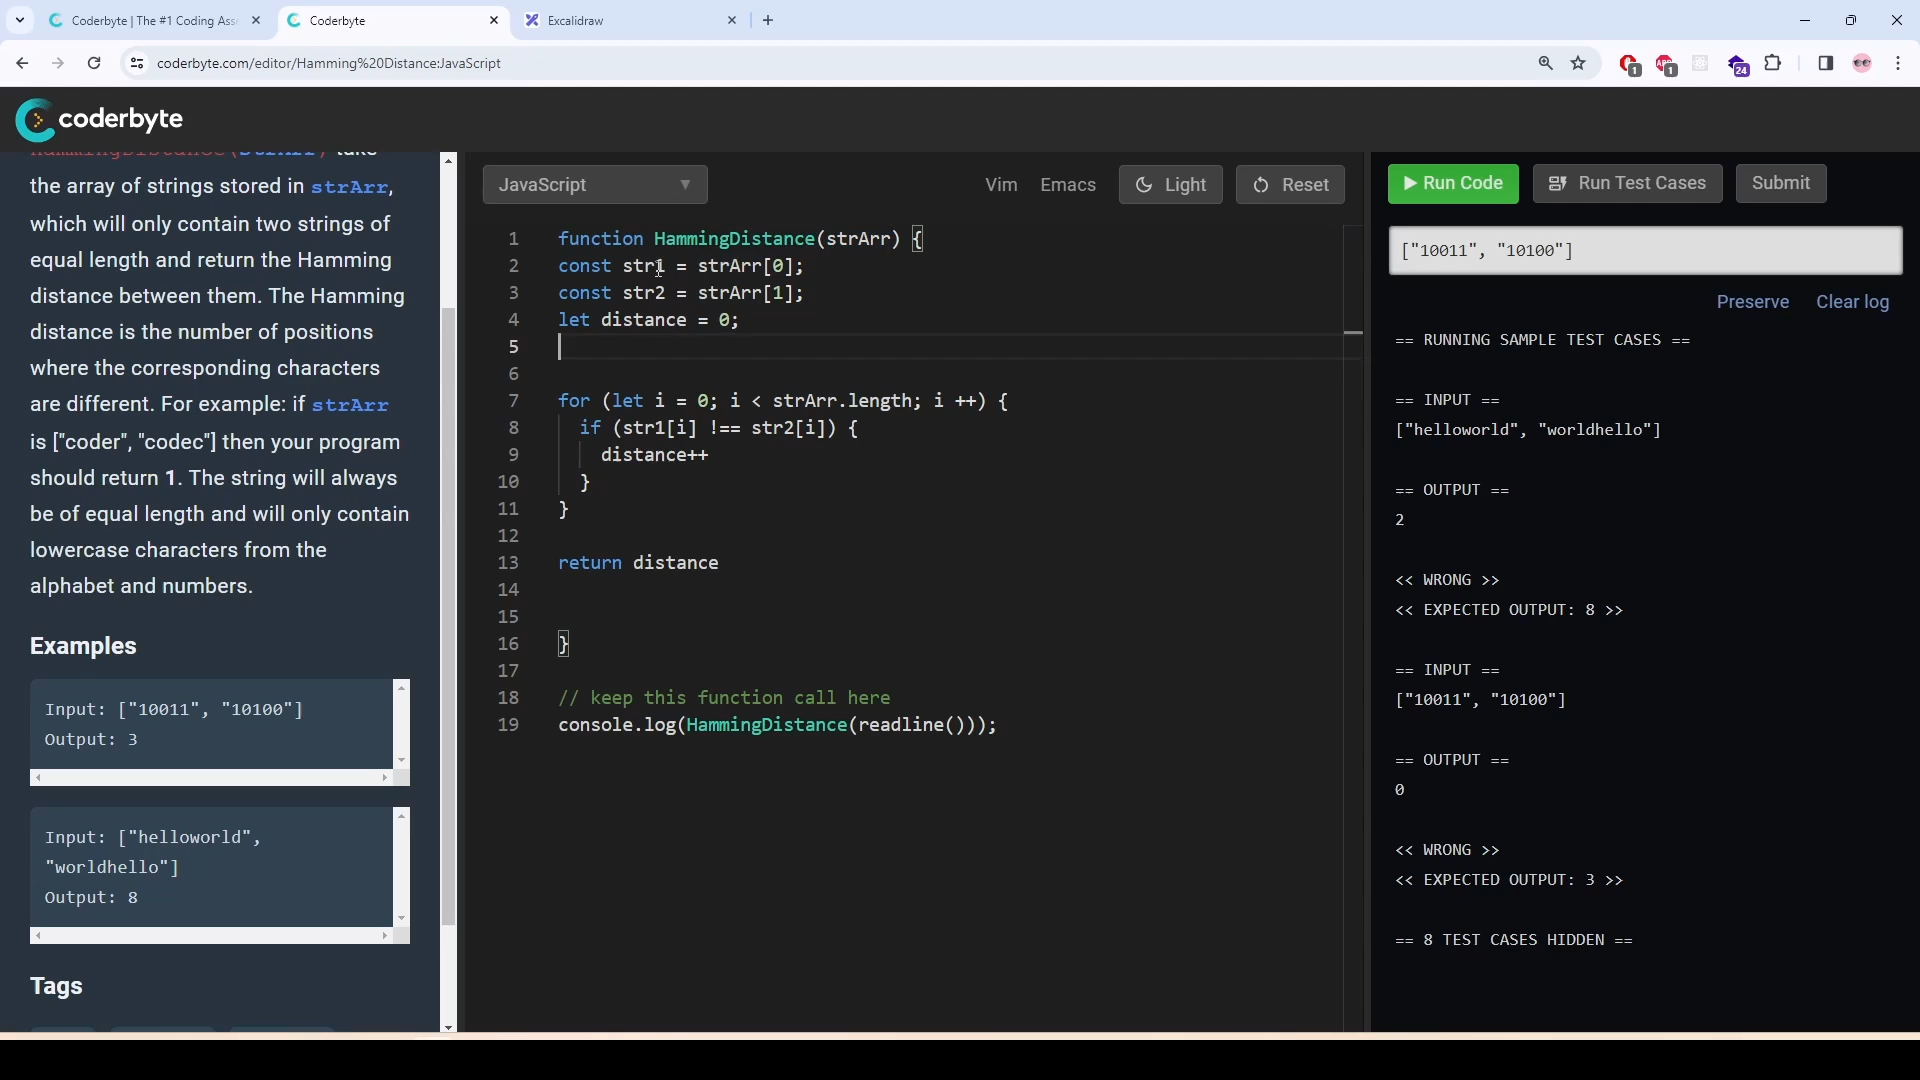 Coderbyte | The #1 Coding Ass
Coderbyte
Excalidraw
coderbyte.com/editor/Hamming%20Distance:JavaScript
1
1
24
coderbyte
HammingDistance(strArr) take
the array of strings stored in strArr,
which will only contain two strings of
equal length and return the Hamming
distance between them. The Hamming
distance is the number of positions
where the corresponding characters
are different. For example: if strArr
is ["coder", "codec"] then your program
should return 1. The string will always
be of equal length and will only contain
lowercase characters from the
alphabet and numbers.
Examples
Input: ["10011", "10100"]
Output: 3
Input: ["helloworld",
"worldhello"]
Output: 8
Tags
JavaScript
Vim
Emacs
Light
Reset
1 function HammingDistance(strArr) {
2 const str1 = strArr[0];
3 const str2 = strArr[1];
4 let distance = 0;
5
6
7 for (let i = 0; i < strArr.length; i ++) {
8 if (str1[i] !== str2[i]) {
9 distance++
10 }
11 }
12
13 return distance
14
15
16 }
17
18 // keep this function call here
19 console.log(HammingDistance(readline()));
Run Code
Run Test Cases
Submit
["10011", "10100"]
Preserve
Clear log
== RUNNING SAMPLE TEST CASES ==
== INPUT ==
["helloworld", "worldhello"]
== OUTPUT ==
2
<< WRONG >>
<< EXPECTED OUTPUT: 8 >>
== INPUT ==
["10011", "10100"]
== OUTPUT ==
0
<< WRONG >>
<< EXPECTED OUTPUT: 3 >>
== 8 TEST CASES HIDDEN ==